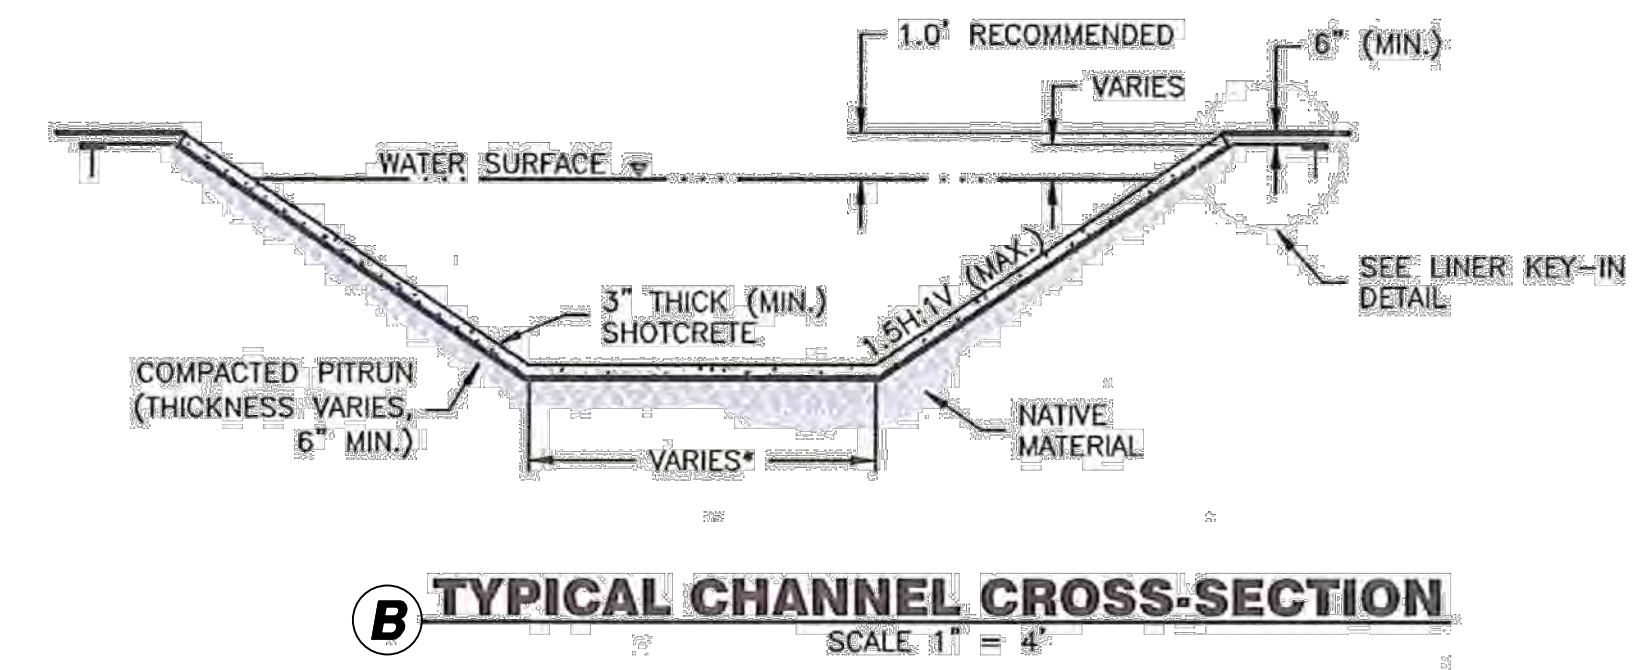 1.0' RECOMMENDED
6" (MIN.)
VARIES
WATER SURFACE
1.5H:1V (MAX.)
SEE LINER KEY-IN
DETAIL
3" THICK (MIN.)
SHOTCRETE
COMPACTED PITRUN
(THICKNESS VARIES,
6" MIN.)
NATIVE
MATERIAL
VARIES*
B TYPICAL CHANNEL CROSS-SECTION
SCALE 1" = 4'